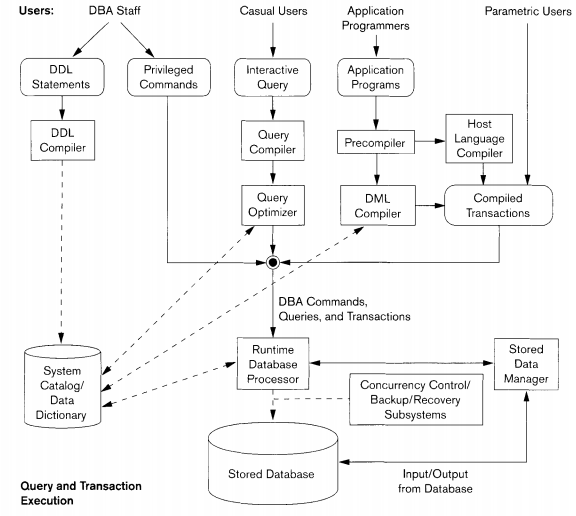 Users:
DBA Staff
Casual Users
Application
Programmers
Parametric Users
DDL
Statements
Privileged
Commands
Interactive
Query
Application
Programs
DDL
Compiler
Query
Compiler
Precompiler
Host
Language
Compiler
Query
Optimizer
DML
Compiler
Compiled
Transactions
DBA Commands,
Queries, and Transactions
System
Catalog/
Data
Dictionary
Runtime
Database
Processor
Stored
Data
Manager
Concurrency Control/
Backup/Recovery
Subsystems
Stored Database
Input/Output
from Database
Query and Transaction
Execution